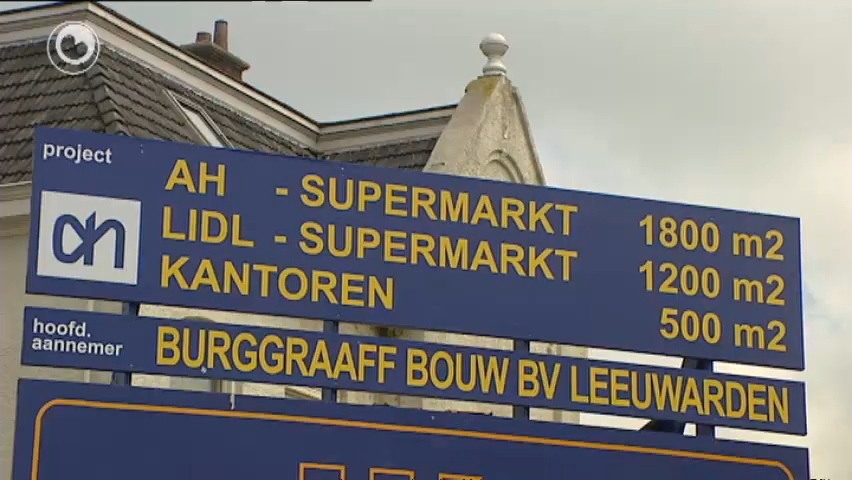 project
AH - SUPERMARKT 1800 m2
LIDL - SUPERMARKT 1200 m2
KANTOREN 500 m2
hoofd.
aannemer
BURGGRAAFF BOUW BV LEEUWARDEN